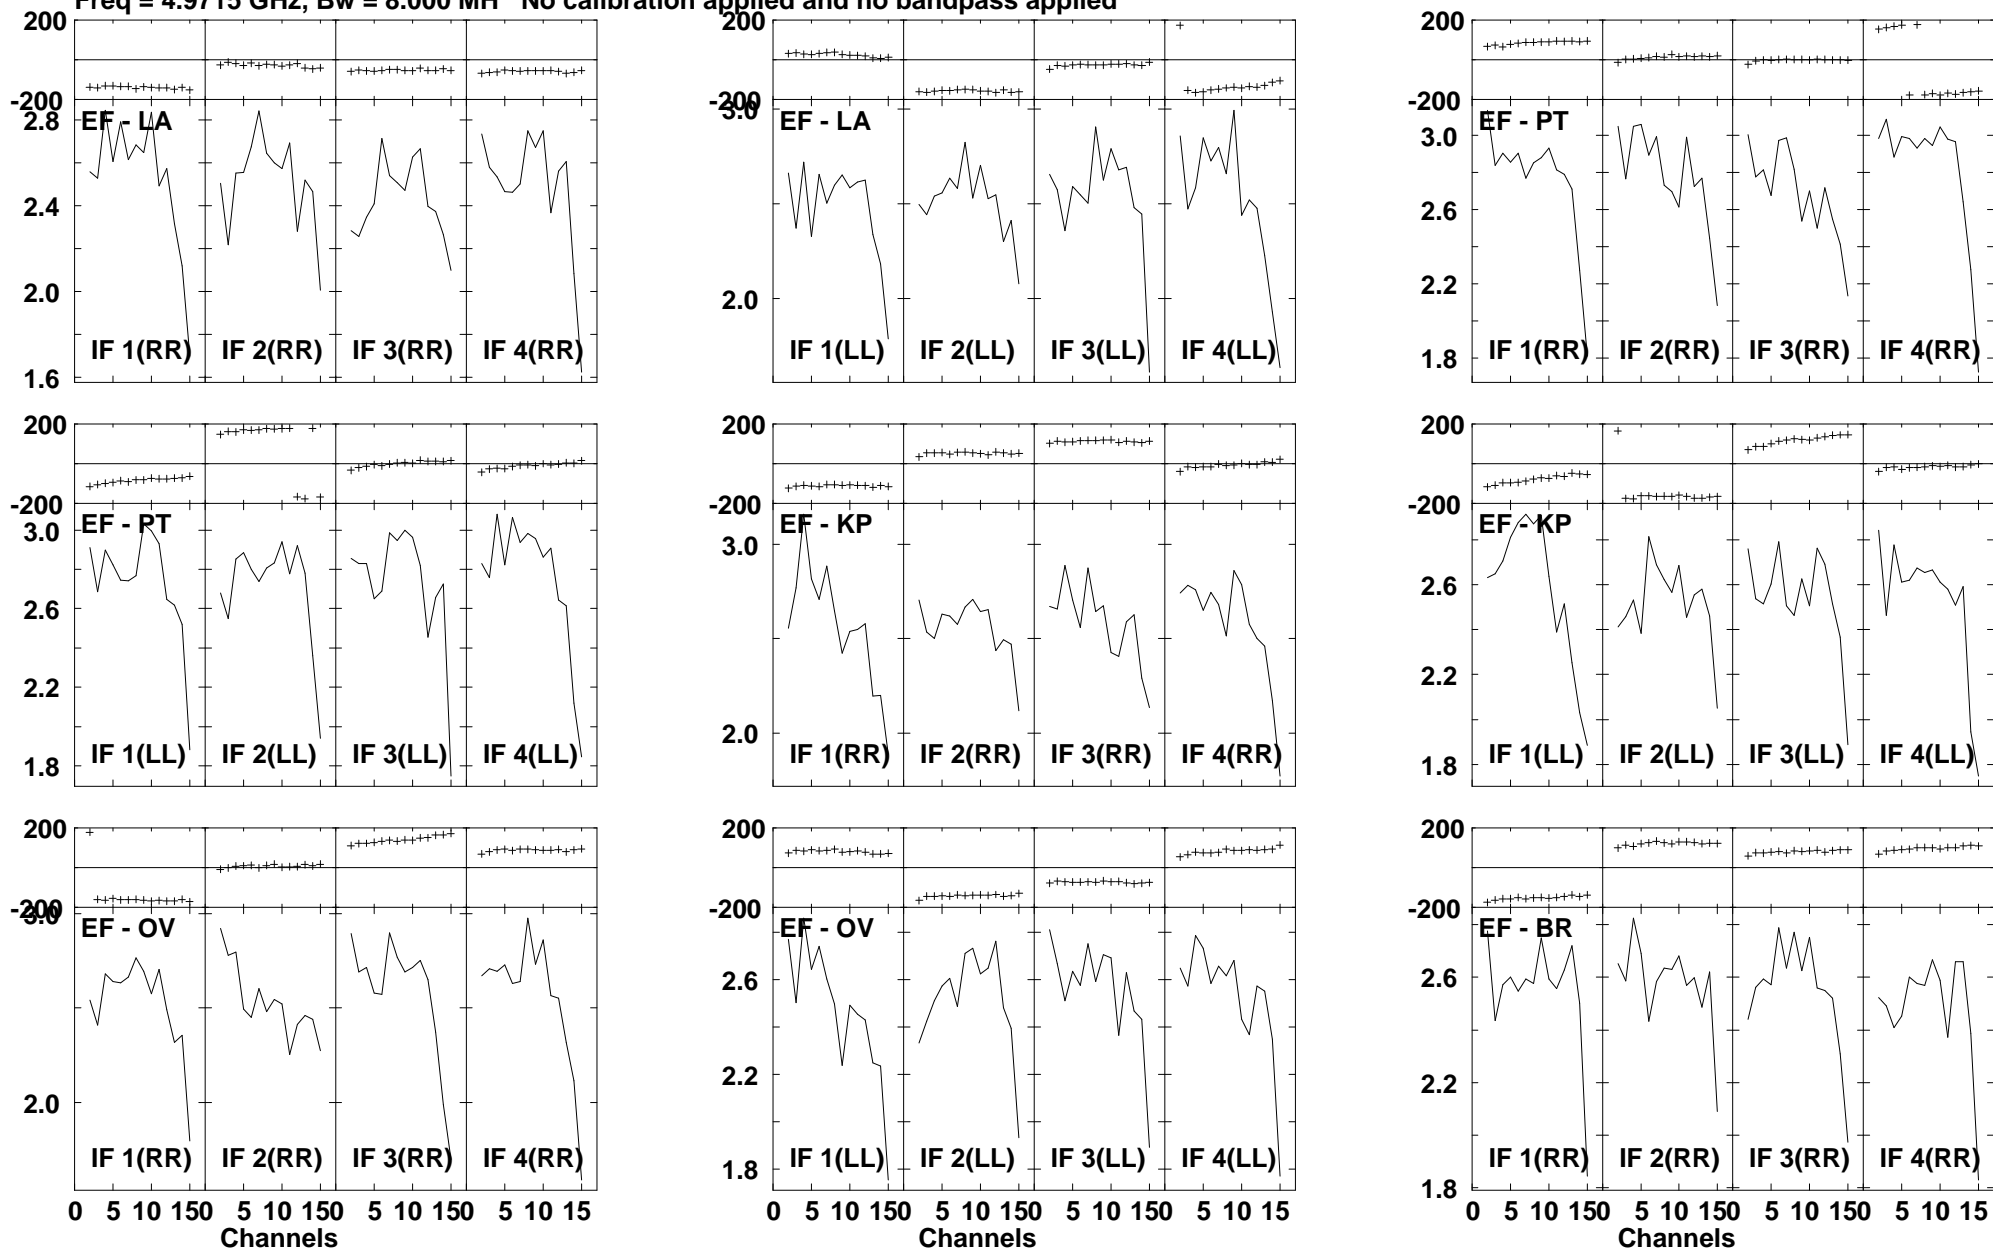 Freq = 4.9715 GHz, Bw = 8.000 MH No calibration applied and no bandpass applied
200
-200
EF - LA
2.8
2.4
2.0
1.6
IF 1(RR) IF 2(RR) IF 3(RR) IF 4(RR)
EF - LA
-200
3.0
2.0
IF 1(LL) IF 2(LL) IF 3(LL) IF 4(LL)
200
-200
EF - PT
3.0
2.6
2.2
1.8
IF 1(RR) IF 2(RR) IF 3(RR) IF 4(RR)
200
-200
EF - PT
3.0
2.6
2.2
1.8
IF 1(LL) IF 2(LL) IF 3(LL) IF 4(LL)
200
-200
EF - KP
3.0
2.0
IF 1(RR) IF 2(RR) IF 3(RR) IF 4(RR)
200
-200
EF - KP
2.6
2.2
1.8
IF 1(LL) IF 2(LL) IF 3(LL) IF 4(LL)
200
-200
3.0
EF - OV
2.0
IF 1(RR) IF 2(RR) IF 3(RR) IF 4(RR)
0 5 10 150 5 10 150 5 10 150 5 10 15
Channels
200
-200
EF - OV
2.6
2.2
1.8
IF 1(LL) IF 2(LL) IF 3(LL) IF 4(LL)
0 5 10 150 5 10 150 5 10 150 5 10 15
Channels
200
-200
EF - BR
2.6
2.2
1.8
IF 1(RR) IF 2(RR) IF 3(RR) IF 4(RR)
0 5 10 150 5 10 150 5 10 150 5 10 15
Channels